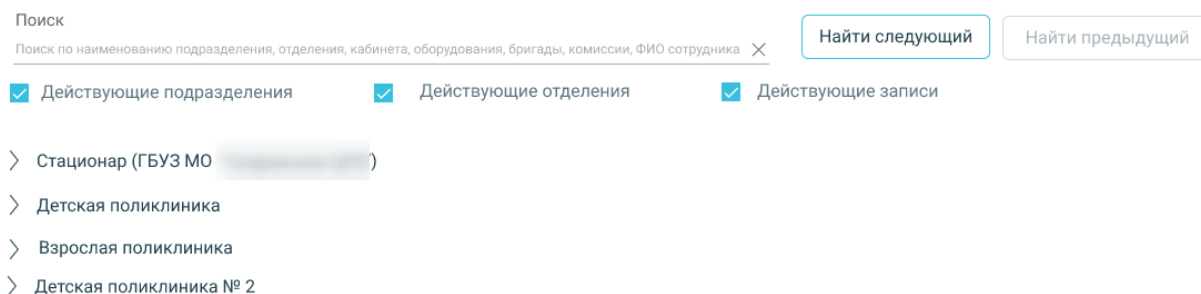 Поиск
Поиск по наименованию подразделения, отделения, кабинета, оборудования, бригады, комиссии, ФИО сотрудника
Найти следующий
Найти предыдущий
Действующие подразделения
Действующие отделения
Действующие записи
Стационар (ГБУЗ МО )
Детская поликлиника
Взрослая поликлиника
Детская поликлиника № 2